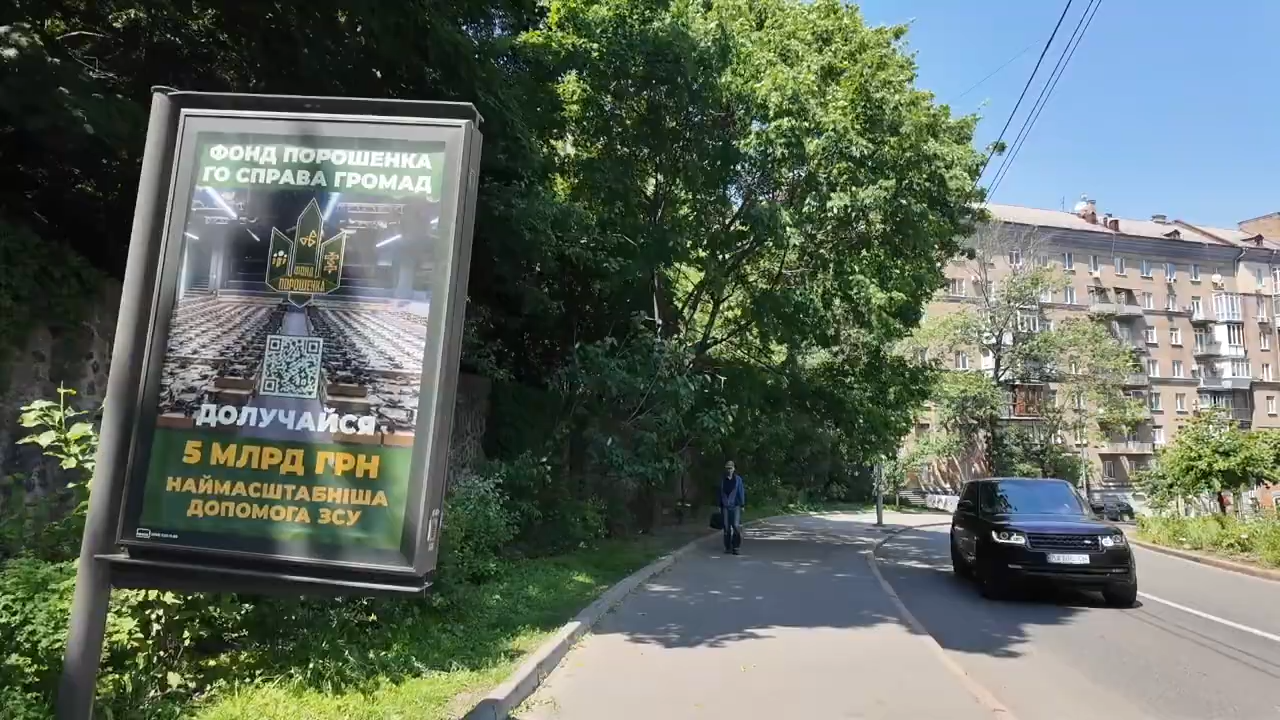 ФОНД ПОРОШЕНКА
ГО СПРАВА ГРОМАД
ФОНД
ПОРОШЕНКА
ДОЛУЧАЙСЯ
5 МЛРД ГРН
НАЙМАСШТАБНІША
ДОПОМОГА ЗСУ